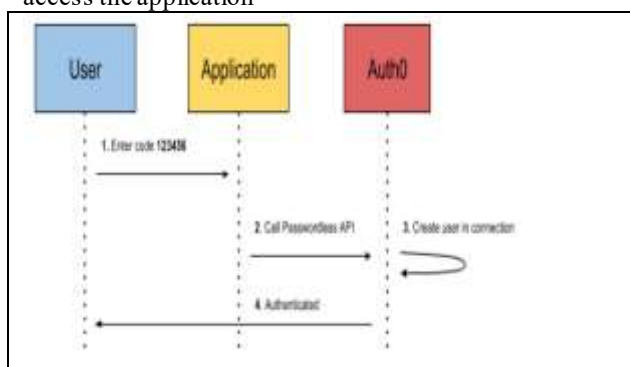 access the application
User
Application
Auth0
1. Enter code 123456
2. Call Passwordless API
3. Create user in connection
4. Authenticated